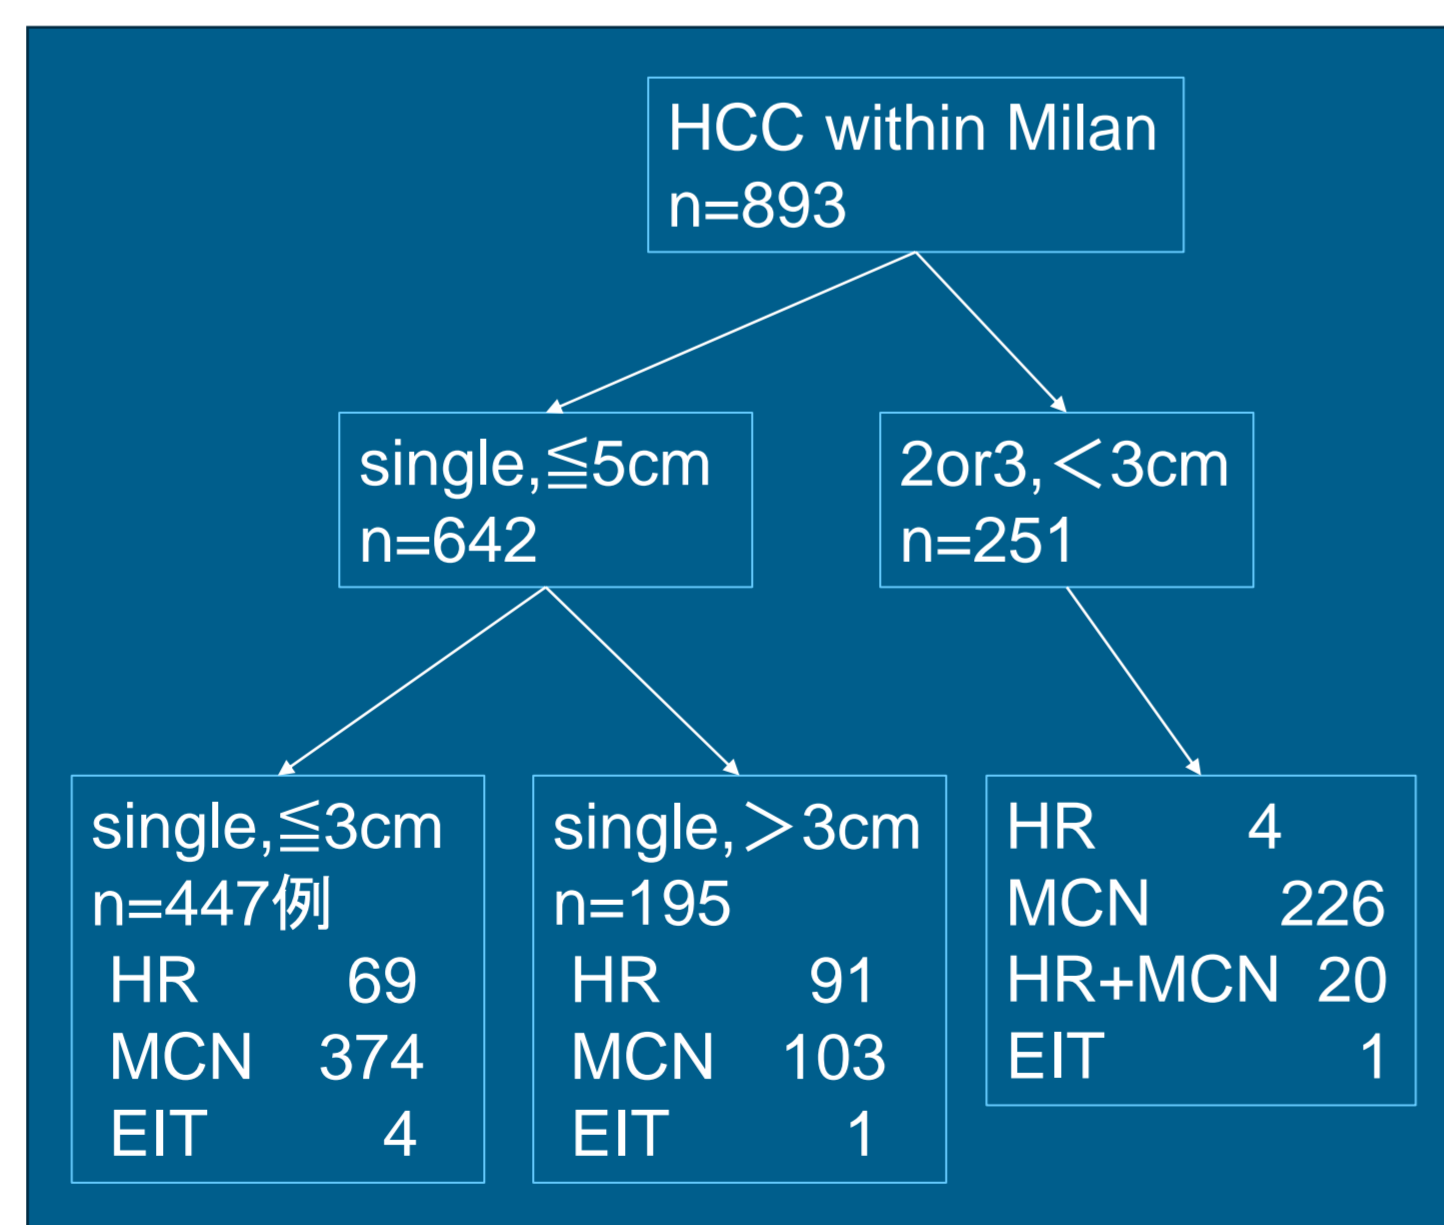 HCC within Milan
n=893
single,≦5cm
n=642
2or3,＜3cm
n=251
single,≦3cm
n=447例
HR 69
MCN 374
EIT 4
single,＞3cm
n=195
HR 91
MCN 103
EIT 1
HR 4
MCN 226
HR+MCN 20
EIT 1